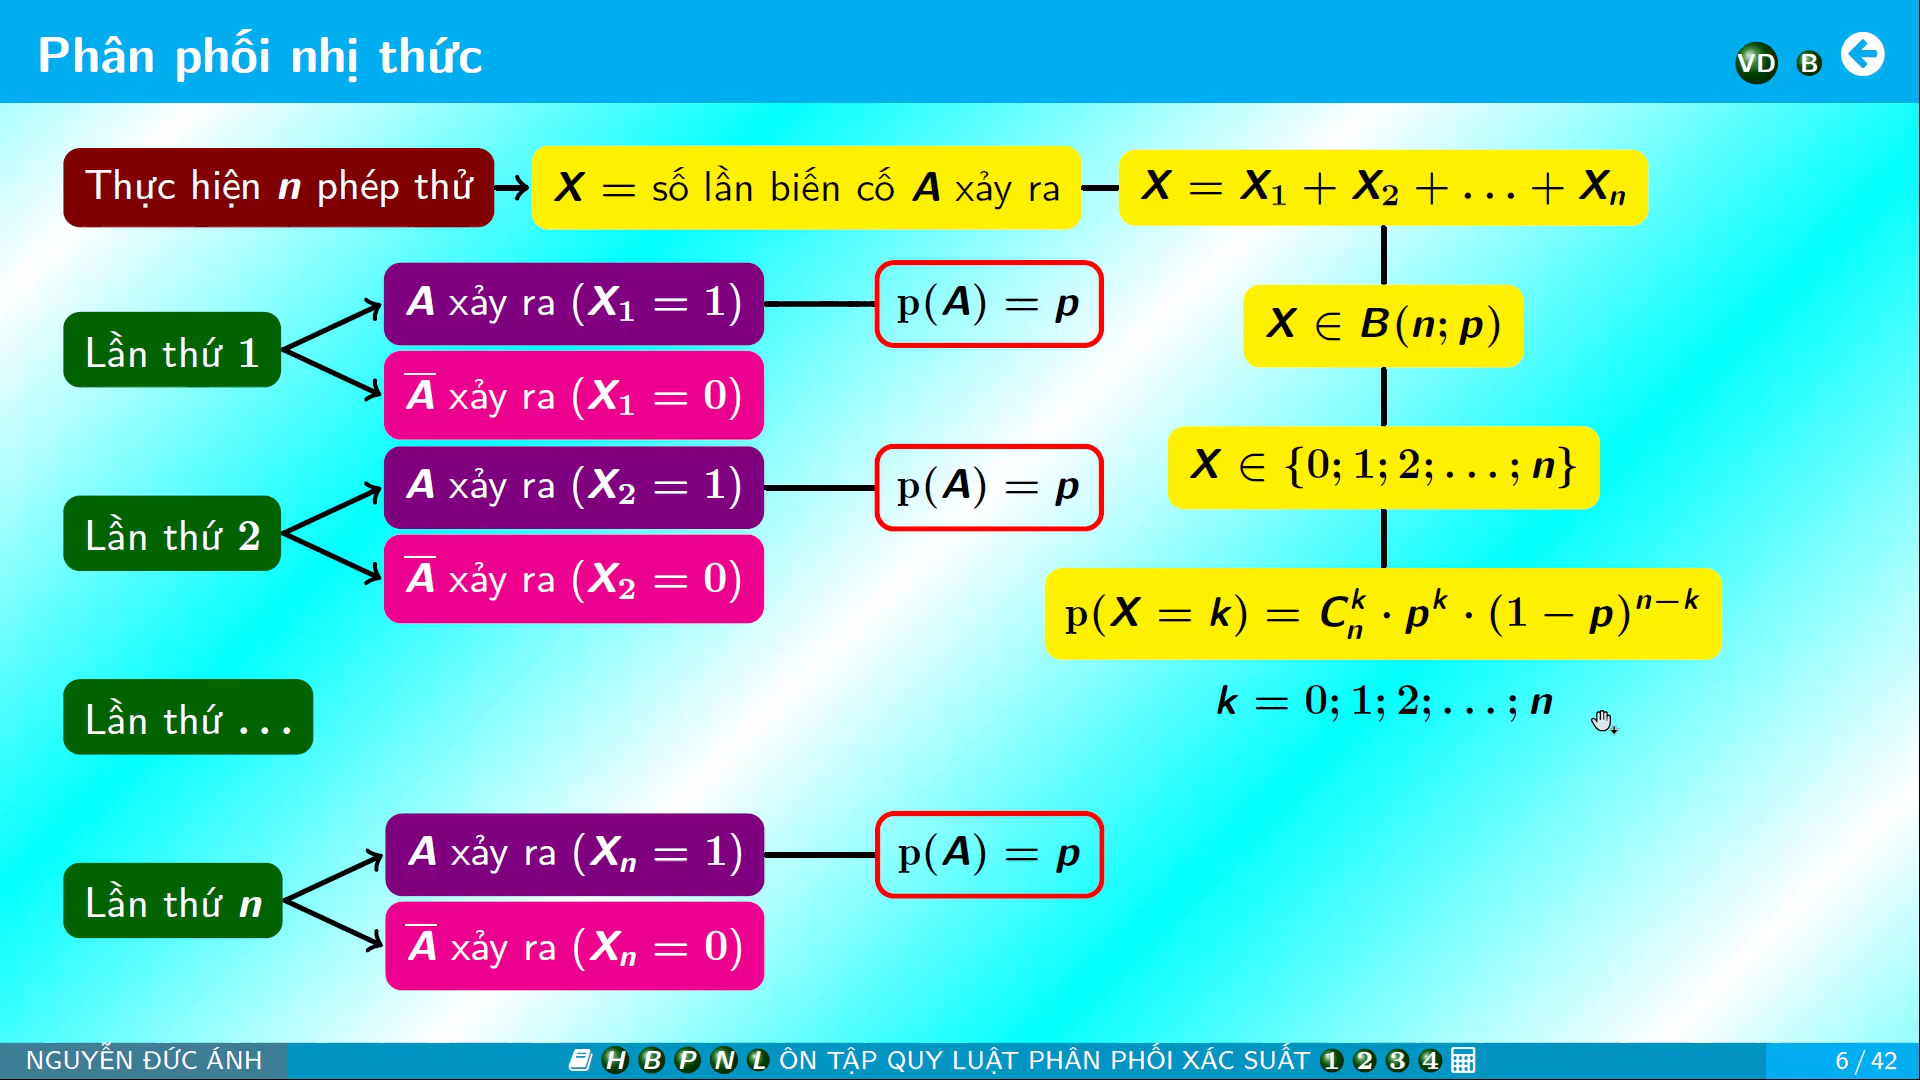 Phân phối nhị thức
VD B
Thực hiện n phép thử
X = số lần biến cố A xảy ra
X = X₁ + X₂ + . . . + Xₙ
Lần thứ 1
A xảy ra (X₁ = 1)
p(A) = p
A̅ xảy ra (X₁ = 0)
Lần thứ 2
A xảy ra (X₂ = 1)
p(A) = p
A̅ xảy ra (X₂ = 0)
Lần thứ . . .
Lần thứ n
A xảy ra (Xₙ = 1)
p(A) = p
A̅ xảy ra (Xₙ = 0)
X ∈ B(n; p)
X ∈ {0; 1; 2; . . . ; n}
p(X = k) = Cₙᵏ · pᵏ · (1 − p)ⁿ⁻ᵏ
k = 0; 1; 2; . . . ; n
NGUYỄN ĐỨC ÁNH
H B P N L ÔN TẬP QUY LUẬT PHÂN PHỐI XÁC SUẤT 1 2 3 4
6 / 42